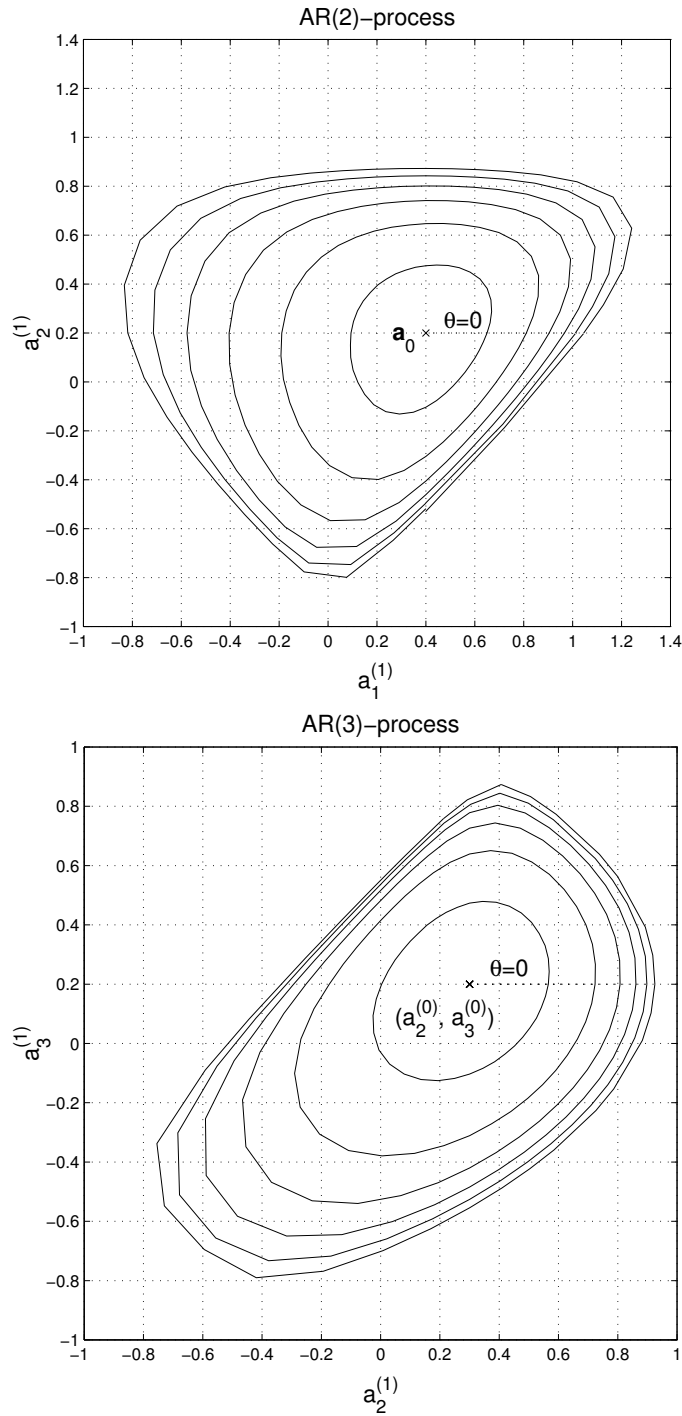 AR(2)−process
1.4
1.2
1
0.8
0.6
0.4
0.2
0
−0.2
−0.4
−0.6
−0.8
−1
a₂⁽¹⁾
θ=0
a₀
−1 −0.8 −0.6 −0.4 −0.2 0 0.2 0.4 0.6 0.8 1 1.2 1.4
a₁⁽¹⁾
AR(3)−process
1
0.8
0.6
0.4
0.2
0
−0.2
−0.4
−0.6
−0.8
−1
a₃⁽¹⁾
θ=0
(a₂⁽⁰⁾, a₃⁽⁰⁾)
−1 −0.8 −0.6 −0.4 −0.2 0 0.2 0.4 0.6 0.8 1
a₂⁽¹⁾